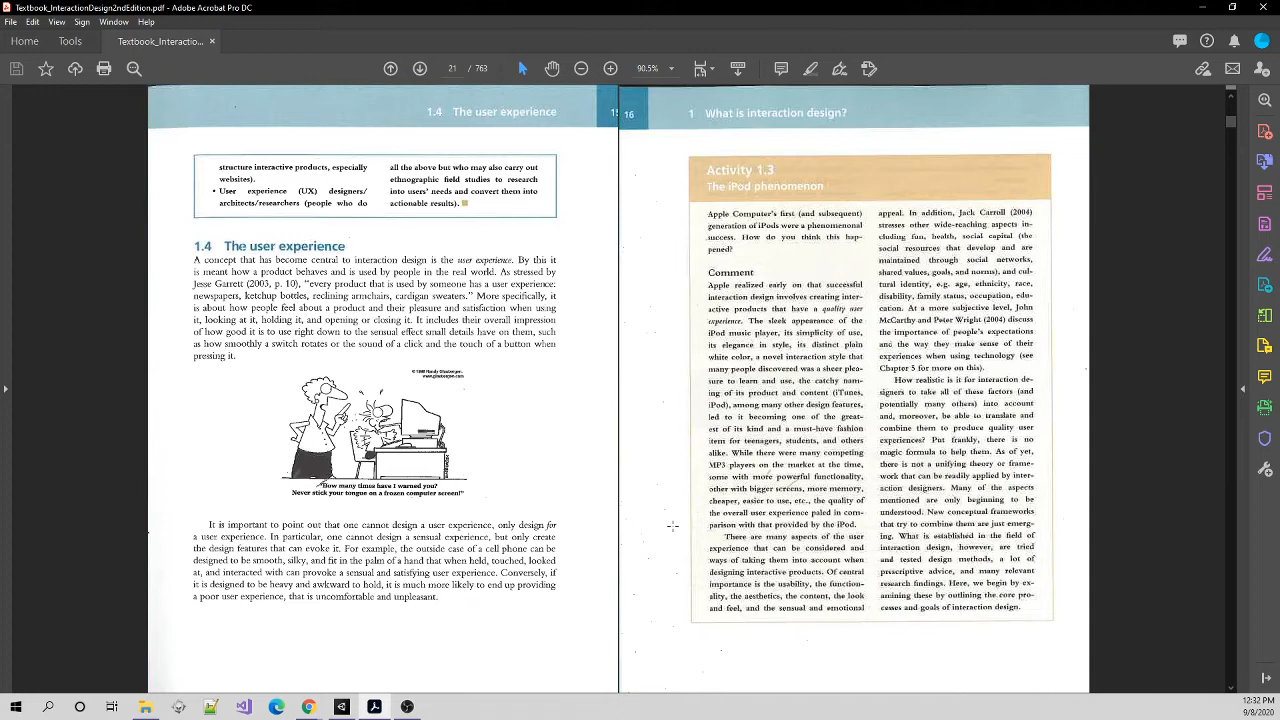 Textbook_InteractionDesign2ndEdition.pdf - Adobe Acrobat Pro DC
File Edit View Sign Window Help
Home Tools Textbook_Interactio...
21 / 763 90.5%
1.4 The user experience 15
structure interactive products, especially
websites).
• User experience (UX) designers/
architects/researchers (people who do
all the above but who may also carry out
ethnographic field studies to research
into users' needs and convert them into
actionable results).
1.4 The user experience
A concept that has become central to interaction design is the user experience. By this it
is meant how a product behaves and is used by people in the real world. As stressed by
Jesse Garrett (2003, p. 10), "every product that is used by someone has a user experience:
newspapers, ketchup bottles, reclining armchairs, cardigan sweaters." More specifically, it
is about how people feel about a product and their pleasure and satisfaction when using
it, looking at it, holding it, and opening or closing it. It includes their overall impression
of how good it is to use right down to the sensual effect small details have on them, such
as how smoothly a switch rotates or the sound of a click and the touch of a button when
pressing it.
© 1998 Randy Glasbergen.
www.glasbergen.com
"How many times have I warned you?
Never stick your tongue on a frozen computer screen!"
It is important to point out that one cannot design a user experience, only design for
a user experience. In particular, one cannot design a sensual experience, but only create
the design features that can evoke it. For example, the outside case of a cell phone can be
designed to be smooth, silky, and fit in the palm of a hand that when held, touched, looked
at, and interacted with can provoke a sensual and satisfying user experience. Conversely, if
it is designed to be heavy and awkward to hold, it is much more likely to end up providing
a poor user experience, that is uncomfortable and unpleasant.
16 1 What is interaction design?
Activity 1.3
The iPod phenomenon
Apple Computer's first (and subsequent)
generation of iPods were a phenomenonal
success. How do you think this hap-
pened?
Comment
Apple realized early on that successful
interaction design involves creating inter-
active products that have a quality user
experience. The sleek appearance of the
iPod music player, its simplicity of use,
its elegance in style, its distinct plain
white color, a novel interaction style that
many people discovered was a sheer plea-
sure to learn and use, the catchy nam-
ing of its product and content (iTunes,
iPod), among many other design features,
led to it becoming one of the great-
est of its kind and a must-have fashion
item for teenagers, students, and others
alike. While there were many competing
MP3 players on the market at the time,
some with more powerful functionality,
other with bigger screens, more memory,
cheaper, easier to use, etc., the quality of
the overall user experience paled in com-
parison with that provided by the iPod.
There are many aspects of the user
experience that can be considered and
ways of taking them into account when
designing interactive products. Of central
importance is the usability, the function-
ality, the aesthetics, the content, the look
and feel, and the sensual and emotional
appeal. In addition, Jack Carroll (2004)
stresses other wide-reaching aspects in-
cluding fun, health, social capital (the
social resources that develop and are
maintained through social networks,
shared values, goals, and norms), and cul-
tural identity, e.g. age, ethnicity, race,
disability, family status, occupation, edu-
cation. At a more subjective level, John
McCarthy and Peter Wright (2004) discuss
the importance of people's expectations
and the way they make sense of their
experiences when using technology (see
Chapter 5 for more on this).
How realistic is it for interaction de-
signers to take all of these factors (and
potentially many others) into account
and, moreover, be able to translate and
combine them to produce quality user
experiences? Put frankly, there is no
magic formula to help them. As of yet,
there is not a unifying theory or frame-
work that can be readily applied by inter-
action designers. Many of the aspects
mentioned are only beginning to be
understood. New conceptual frameworks
that try to combine them are just emerg-
ing. What is established in the field of
interaction design, however, are tried
and tested design methods, a lot of
prescriptive advice, and many relevant
research findings. Here, we begin by ex-
amining these by outlining the core pro-
cesses and goals of interaction design.
12:32 PM
9/8/2020